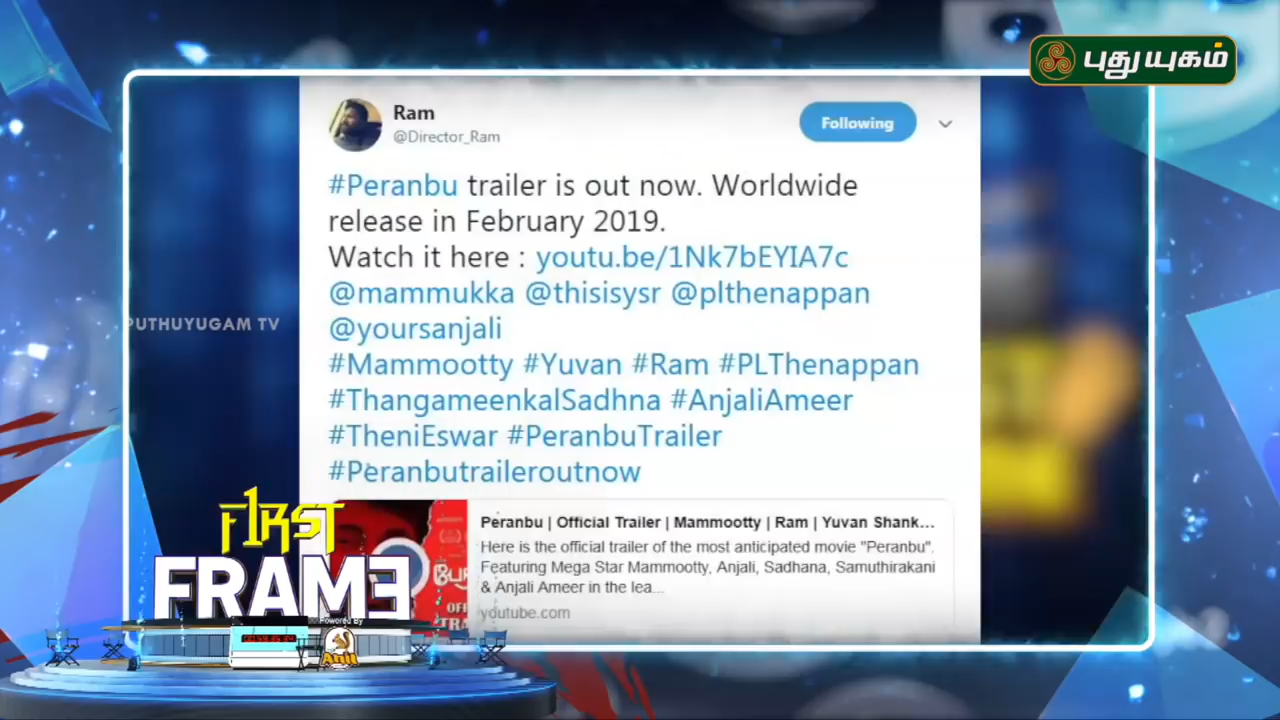 புதுயுகம்
Ram
@Director_Ram
Following
#Peranbu trailer is out now. Worldwide
release in February 2019.
Watch it here : youtu.be/1Nk7bEYIA7c
@mammukka @thisisysr @plthenappan
@yoursanjali
#Mammootty #Yuvan #Ram #PLThenappan
#ThangameenkalSadhna #AnjaliAmeer
#TheniEswar #PeranbuTrailer
#Peranbutraileroutnow
PUTHUYUGAM TV
Peranbu | Official Trailer | Mammootty | Ram | Yuvan Shank...
Here is the official trailer of the most anticipated movie "Peranbu".
Featuring Mega Star Mammootty, Anjali, Sadhana, Samuthirakani
& Anjali Ameer in the lea...
youtube.com
FIRST
FRAME
Powered By
Anil